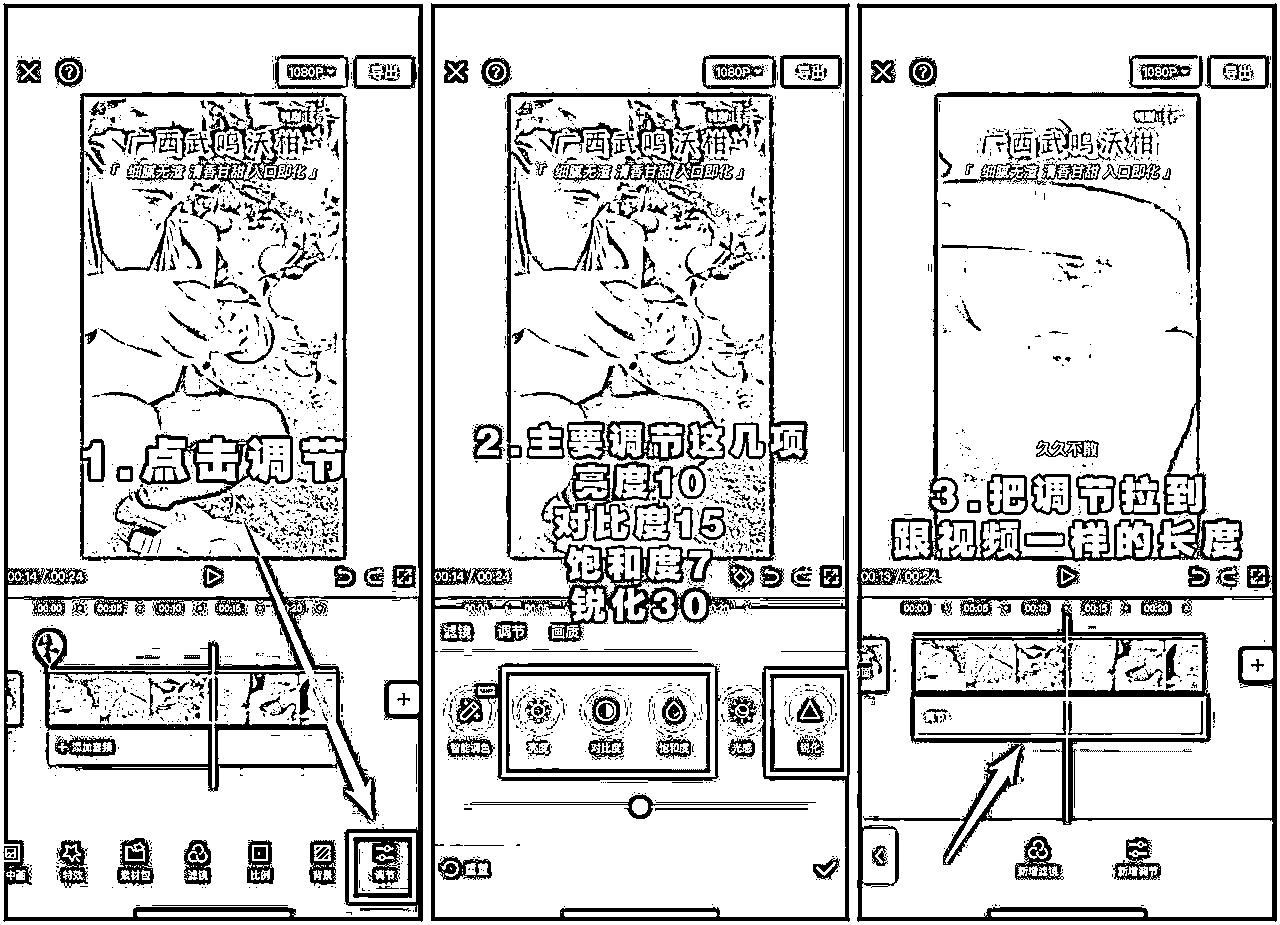 1080P
导出
广西武鸣沃柑
「 细腻无渣 清香甘甜 入口即化 」
1.点击调节
00:14 / 00:24
00:00
00:05
00:10
00:15
添加音频
特效
素材包
滤镜
比例
背景
调节
1080P
导出
广西武鸣沃柑
「 细腻无渣 清香甘甜 入口即化 」
2.主要调节这几项
亮度10
对比度15
饱和度7
锐化30
00:14 / 00:24
滤镜
调节
画质
智能调色
亮度
对比度
饱和度
光感
锐化
重置
1080P
导出
广西武鸣沃柑
「 细腻无渣 清香甘甜 入口即化 」
久久不散
3.把调节拉到
跟视频一样的长度
00:13 / 00:24
00:00
00:05
00:10
00:15
00:20
调节
新增滤镜
新增调节